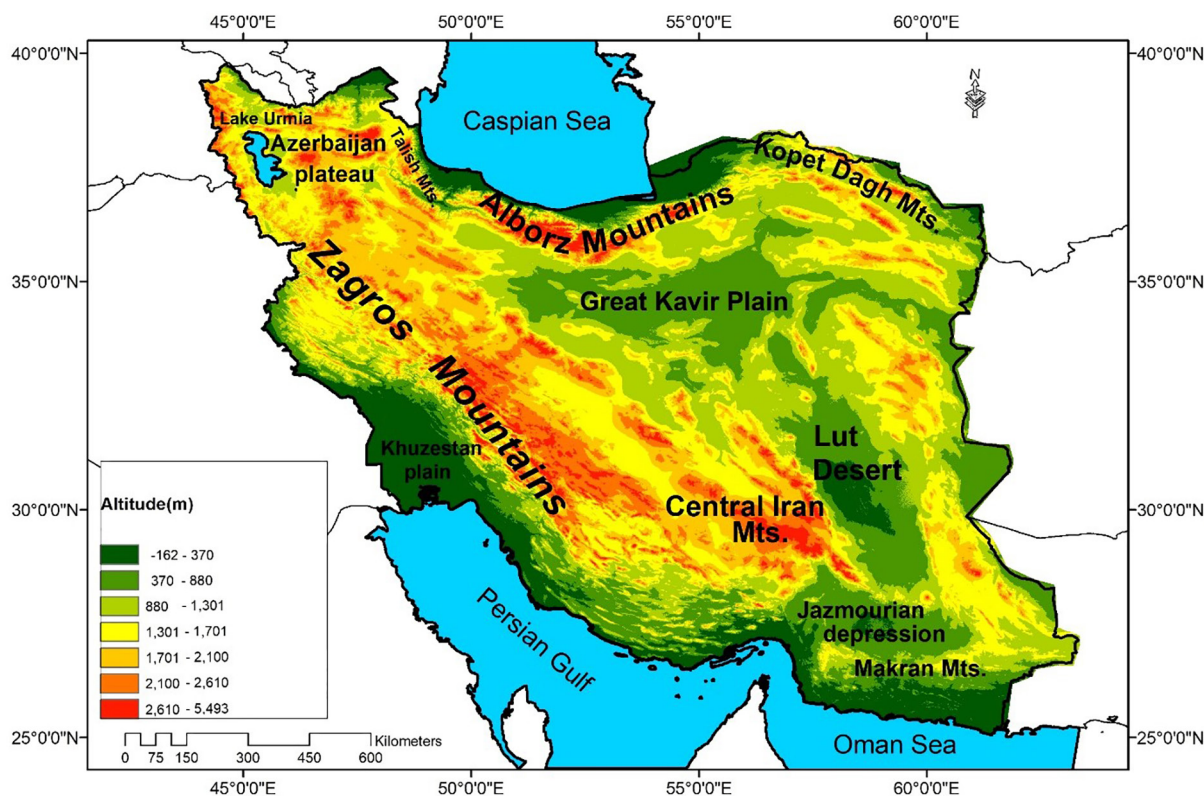 45°0'0"E
50°0'0"E
55°0'0"E
60°0'0"E
40°0'0"N
40°0'0"N
N
Caspian Sea
Lake Urmia
Azerbaijan
plateau
Talish Mts.
Kopet Dagh Mts.
Alborz Mountains
35°0'0"N
35°0'0"N
Zagros Mountains
Great Kavir Plain
Lut
Desert
Khuzestan
plain
Central Iran
Mts.
30°0'0"N
30°0'0"N
Persian Gulf
Jazmourian
depression
Makran Mts.
Oman Sea
Altitude(m)
-162 - 370
370 - 880
880 - 1,301
1,301 - 1,701
1,701 - 2,100
2,100 - 2,610
2,610 - 5,493
Kilometers
0 75 150 300 450 600
25°0'0"N
25°0'0"N
45°0'0"E
50°0'0"E
55°0'0"E
60°0'0"E